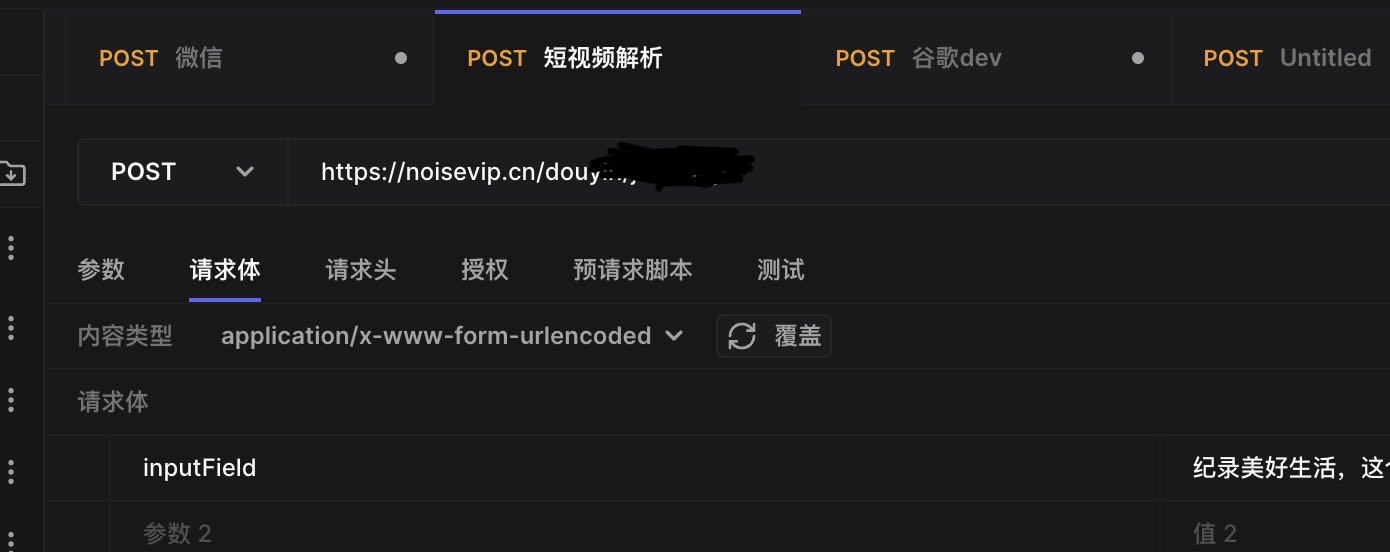 POST 微信 POST 短视频解析 POST 谷歌dev POST Untitled
POST https://noisevip.cn/douyin/
参数 请求体 请求头 授权 预请求脚本 测试
内容类型 application/x-www-form-urlencoded 覆盖
请求体
inputField 纪录美好生活，这
参数 2 值 2